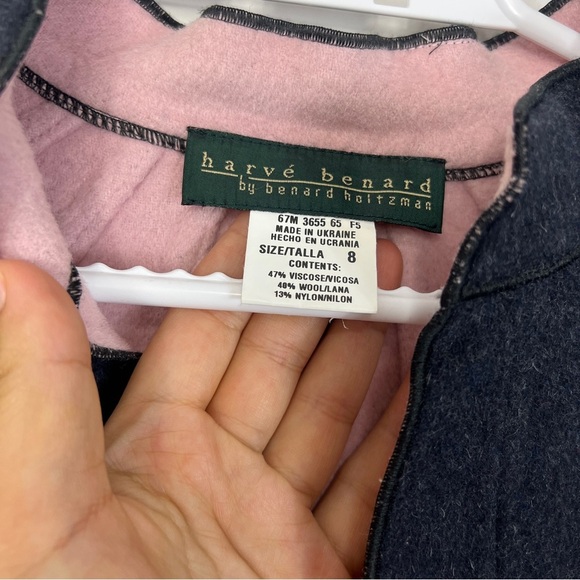 harvé benard
by benard holtzman
67M 3655 65 F5
MADE IN UKRAINE
HECHO EN UCRANIA
SIZE/TALLA 8
CONTENTS:
47% VISCOSE/VICOSA
40% WOOL/LANA
13% NYLON/NILON